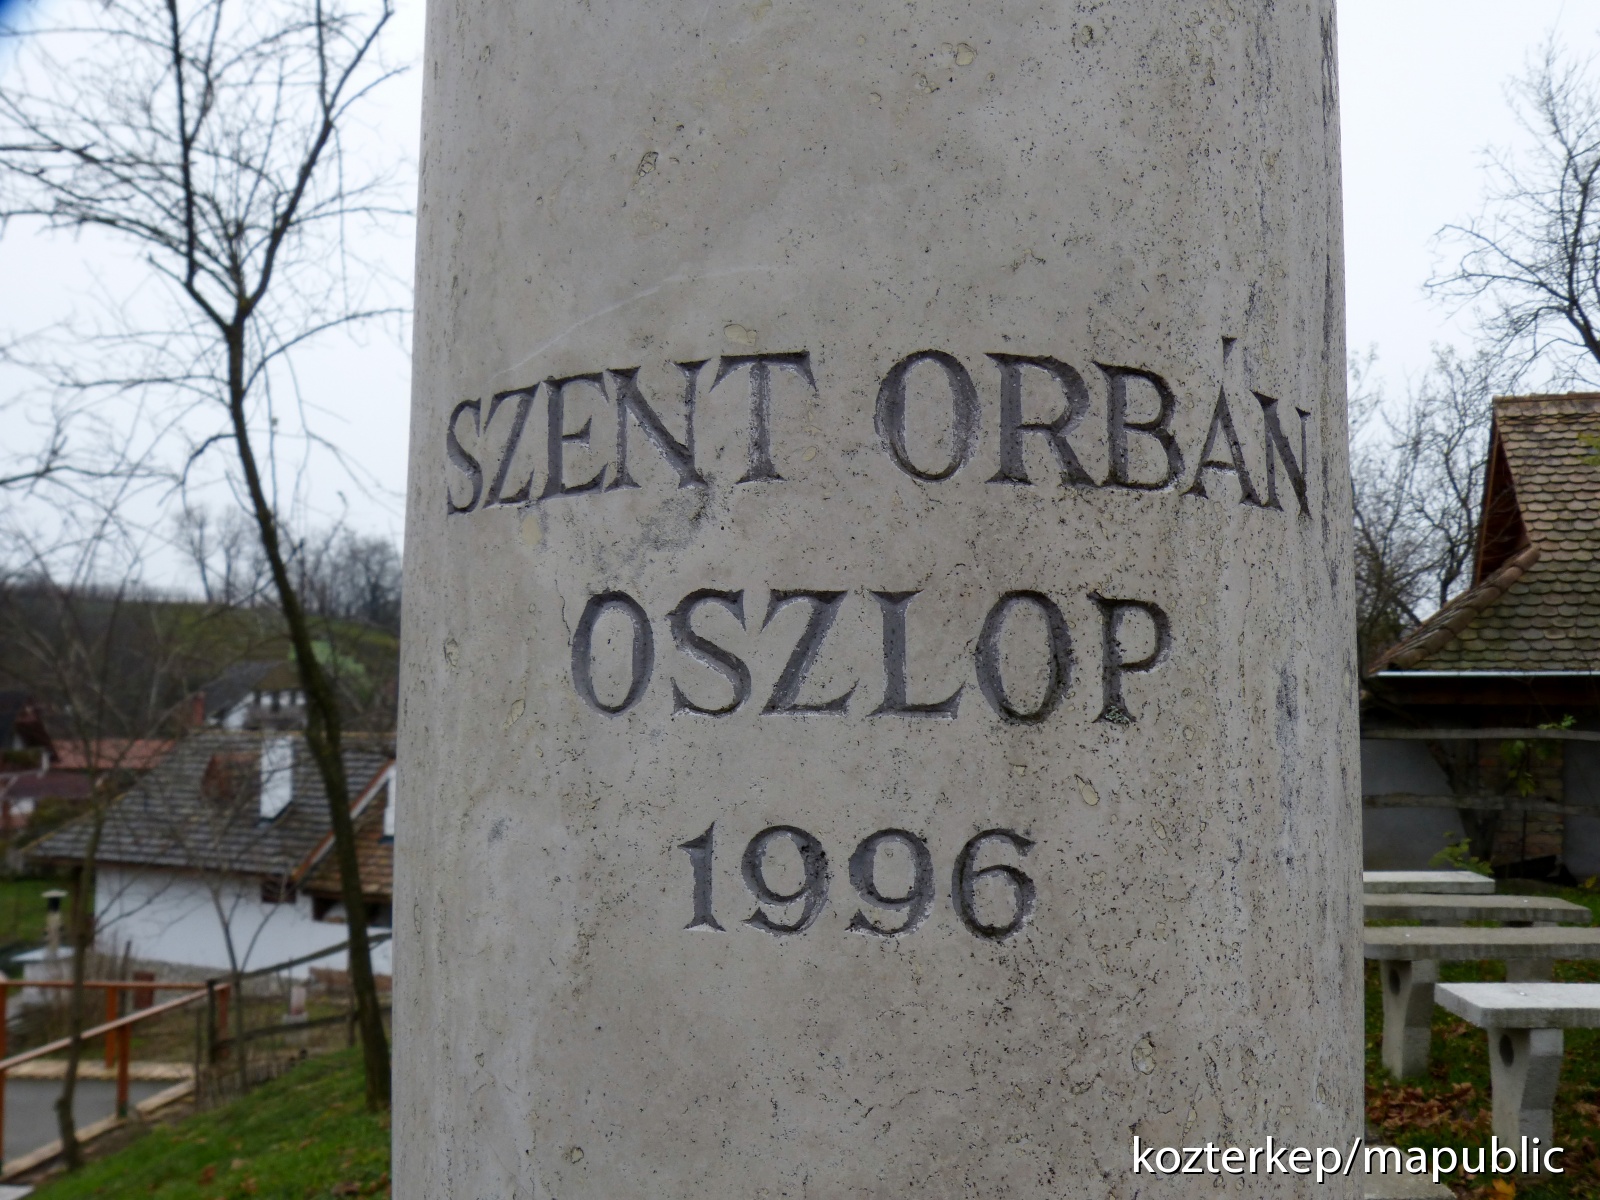 SZENT ORBÁN
OSZLOP
1996
kozterkep/mapublic